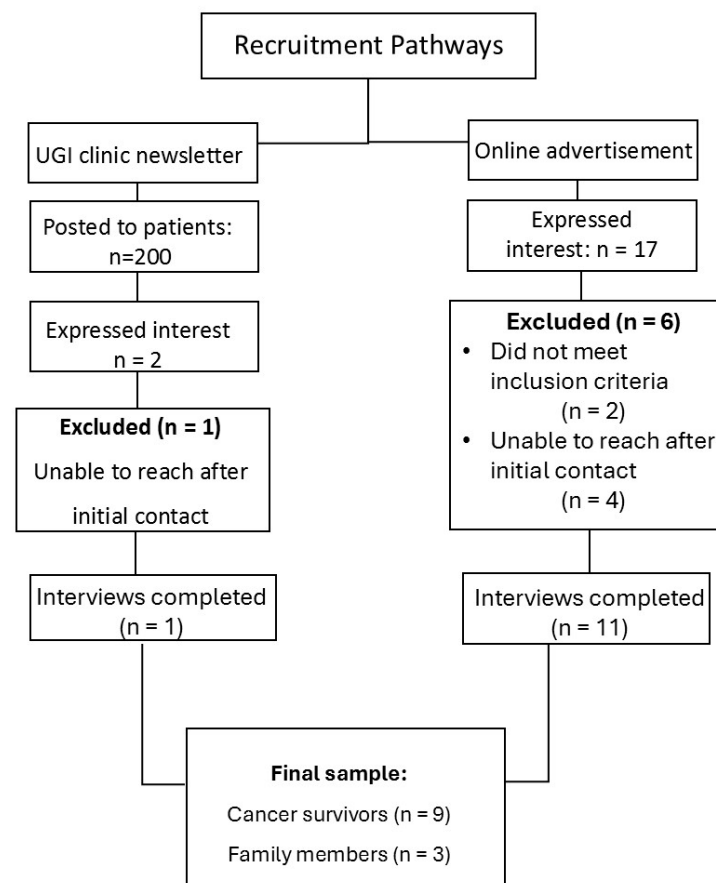 Recruitment Pathways
UGI clinic newsletter
Posted to patients:
n=200
Expressed interest
n = 2
Excluded (n = 1)
Unable to reach after
initial contact
Interviews completed
(n = 1)
Online advertisement
Expressed
interest: n = 17
Excluded (n = 6)
• Did not meet
inclusion criteria
(n = 2)
• Unable to reach after
initial contact
(n = 4)
Interviews completed
(n = 11)
Final sample:
Cancer survivors (n = 9)
Family members (n = 3)